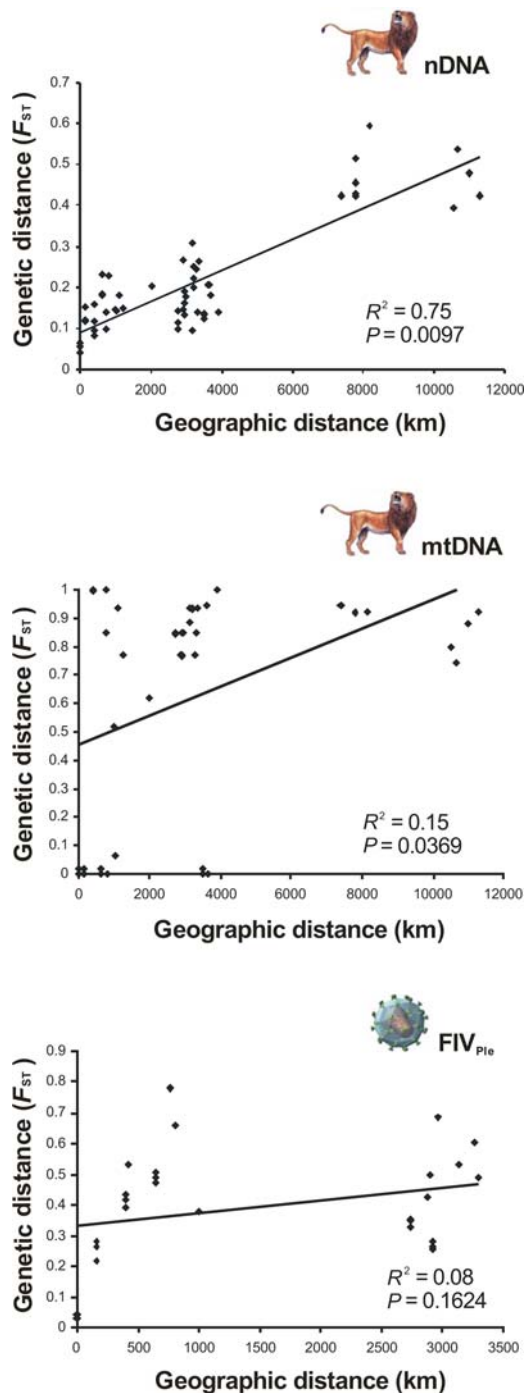 nDNA
Genetic distance (FST)
0.7
0.6
0.5
0.4
0.3
0.2
0.1
0
R² = 0.75
P = 0.0097
0 2000 4000 6000 8000 10000 12000
Geographic distance (km)
mtDNA
Genetic distance (FST)
1
0.9
0.8
0.7
0.6
0.5
0.4
0.3
0.2
0.1
0
R² = 0.15
P = 0.0369
0 2000 4000 6000 8000 10000 12000
Geographic distance (km)
FIVPle
Genetic distance (FST)
0.9
0.8
0.7
0.6
0.5
0.4
0.3
0.2
0.1
0
R² = 0.08
P = 0.1624
0 500 1000 1500 2000 2500 3000 3500
Geographic distance (km)